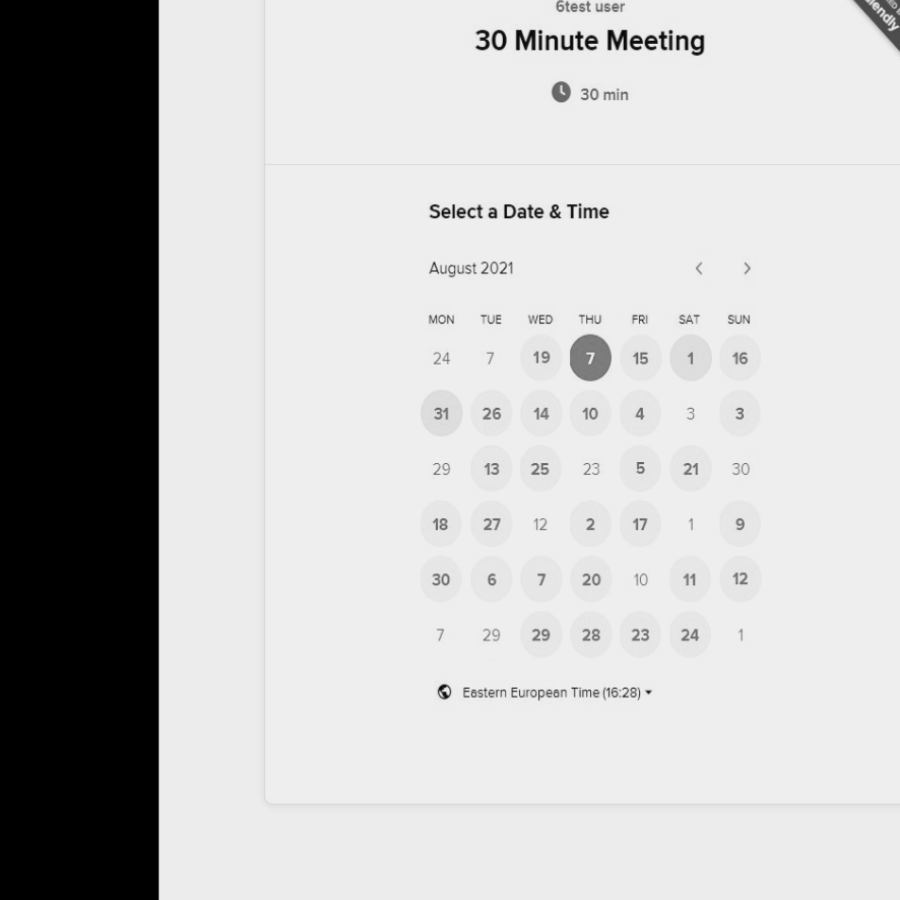 6test user
30 Minute Meeting
30 min
Select a Date & Time
August 2021
MON TUE WED THU FRI SAT SUN
24 7 19 7 15 1 16
31 26 14 10 4 3 3
29 13 25 23 5 21 30
18 27 12 2 17 1 9
30 6 7 20 10 11 12
7 29 29 28 23 24 1
Eastern European Time (16:28)